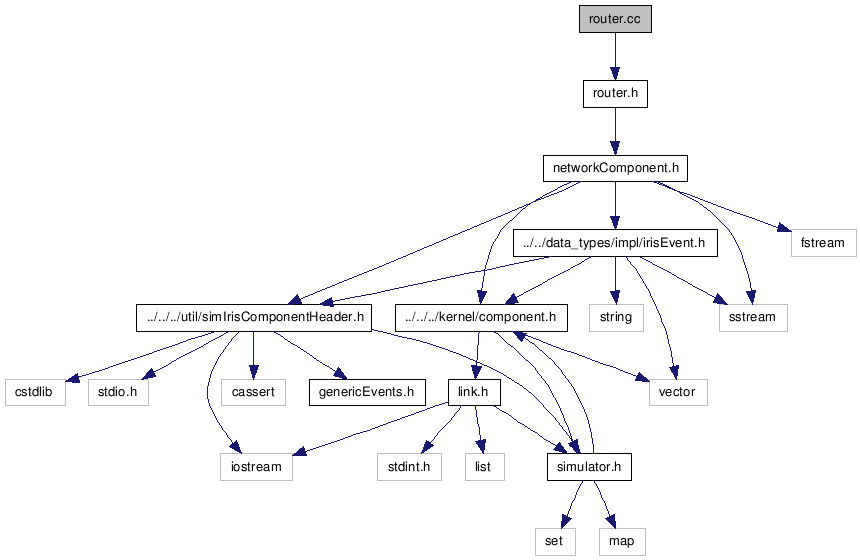 router.cc
router.h
networkComponent.h
../../data_types/impl/irisEvent.h
fstream
../../../util/simIrisComponentHeader.h
../../../kernel/component.h
string
sstream
cstdlib
stdio.h
cassert
genericEvents.h
link.h
vector
iostream
stdint.h
list
simulator.h
set
map